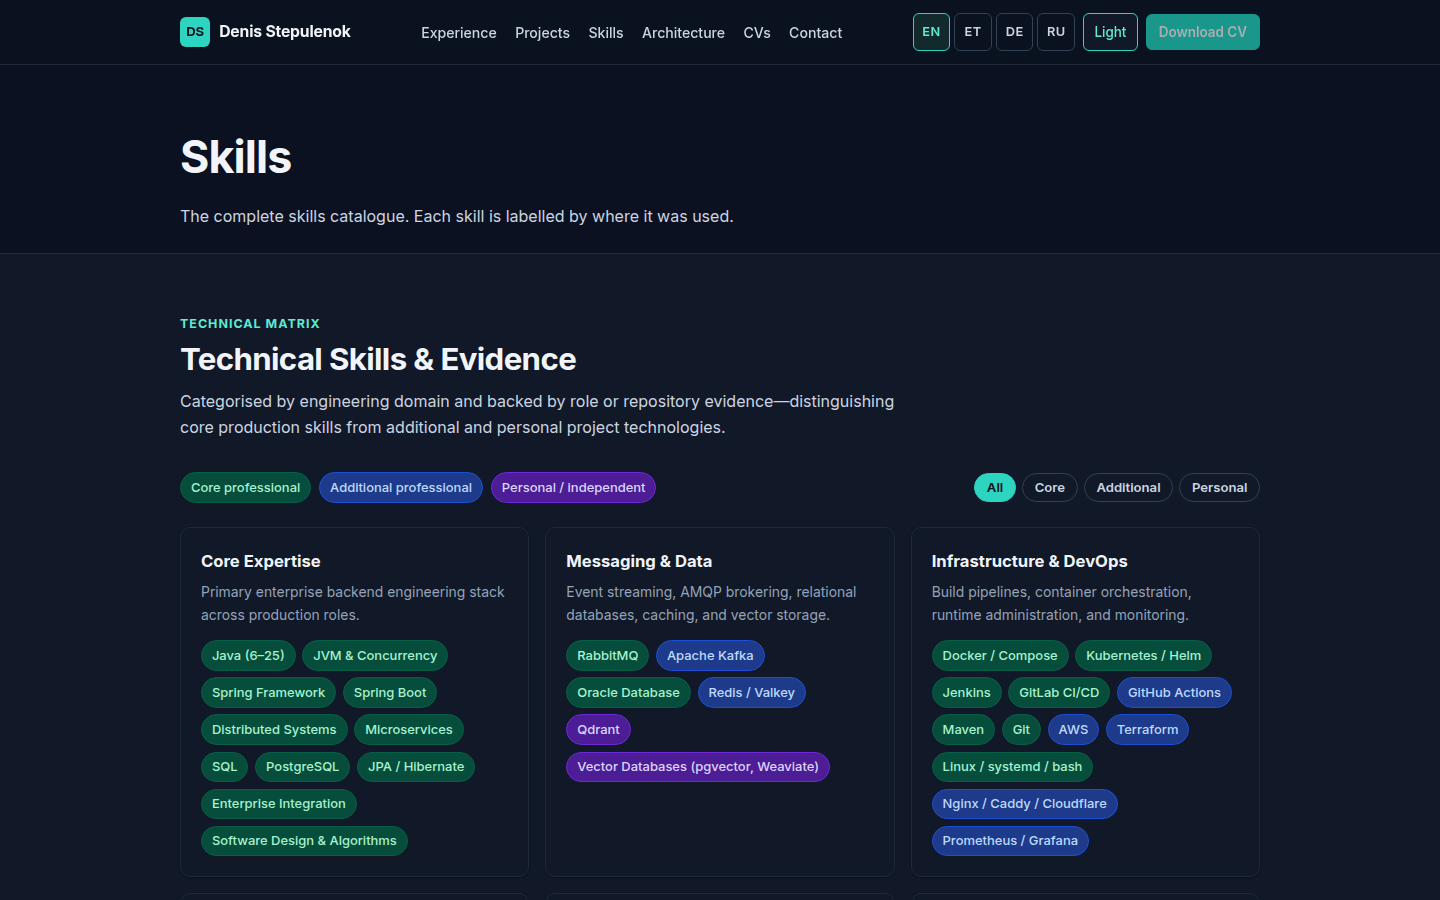 DS Denis Stepulenok Experience Projects Skills Architecture CVs Contact EN ET DE RU Light Download CV
Skills
The complete skills catalogue. Each skill is labelled by where it was used.
TECHNICAL MATRIX
Technical Skills & Evidence
Categorised by engineering domain and backed by role or repository evidence—distinguishing
core production skills from additional and personal project technologies.
Core professional Additional professional Personal / independent All Core Additional Personal
Core Expertise
Primary enterprise backend engineering stack
across production roles.
Java (6–25) JVM & Concurrency
Spring Framework Spring Boot
Distributed Systems Microservices
SQL PostgreSQL JPA / Hibernate
Enterprise Integration
Software Design & Algorithms
Messaging & Data
Event streaming, AMQP brokering, relational
databases, caching, and vector storage.
RabbitMQ Apache Kafka
Oracle Database Redis / Valkey
Qdrant
Vector Databases (pgvector, Weaviate)
Infrastructure & DevOps
Build pipelines, container orchestration,
runtime administration, and monitoring.
Docker / Compose Kubernetes / Helm
Jenkins GitLab CI/CD GitHub Actions
Maven Git AWS Terraform
Linux / systemd / bash
Nginx / Caddy / Cloudflare
Prometheus / Grafana